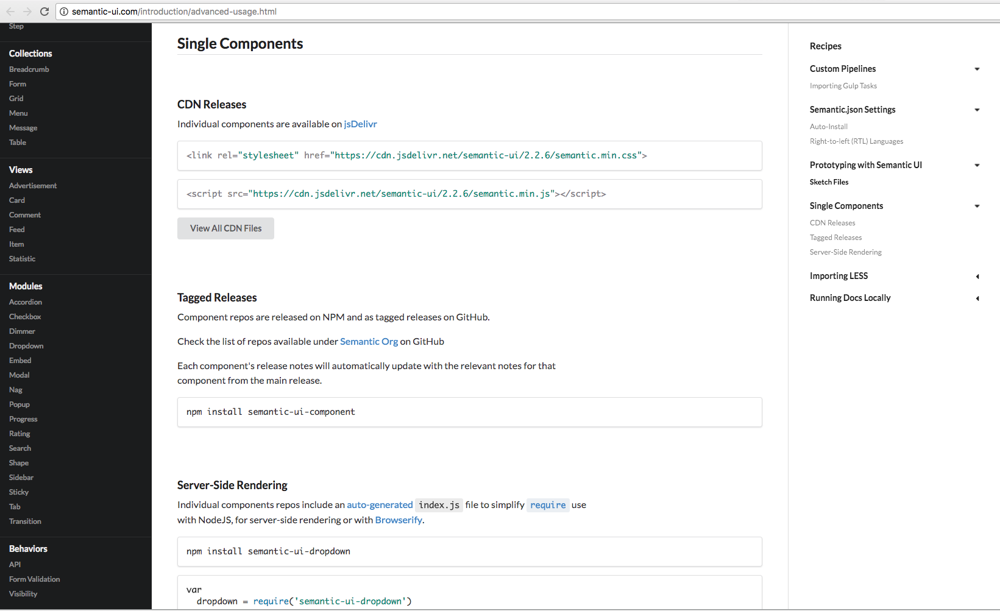 semantic-ui.com/introduction/advanced-usage.html
Step
Collections
Breadcrumb
Form
Grid
Menu
Message
Table
Views
Advertisement
Card
Comment
Feed
Item
Statistic
Modules
Accordion
Checkbox
Dimmer
Dropdown
Embed
Modal
Nag
Popup
Progress
Rating
Search
Shape
Sidebar
Sticky
Tab
Transition
Behaviors
API
Form Validation
Visibility
Single Components
CDN Releases
Individual components are available on jsDelivr
<link rel="stylesheet" href="https://cdn.jsdelivr.net/semantic-ui/2.2.6/semantic.min.css">
<script src="https://cdn.jsdelivr.net/semantic-ui/2.2.6/semantic.min.js"></script>
View All CDN Files
Tagged Releases
Component repos are released on NPM and as tagged releases on GitHub.
Check the list of repos available under Semantic Org on GitHub
Each component's release notes will automatically update with the relevant notes for that
component from the main release.
npm install semantic-ui-component
Server-Side Rendering
Individual components repos include an auto-generated index.js file to simplify require use
with NodeJS, for server-side rendering or with Browserify.
npm install semantic-ui-dropdown
var
dropdown = require('semantic-ui-dropdown')
Recipes
Custom Pipelines
Importing Gulp Tasks
Semantic.json Settings
Auto-Install
Right-to-left (RTL) Languages
Prototyping with Semantic UI
Sketch Files
Single Components
CDN Releases
Tagged Releases
Server-Side Rendering
Importing LESS
Running Docs Locally